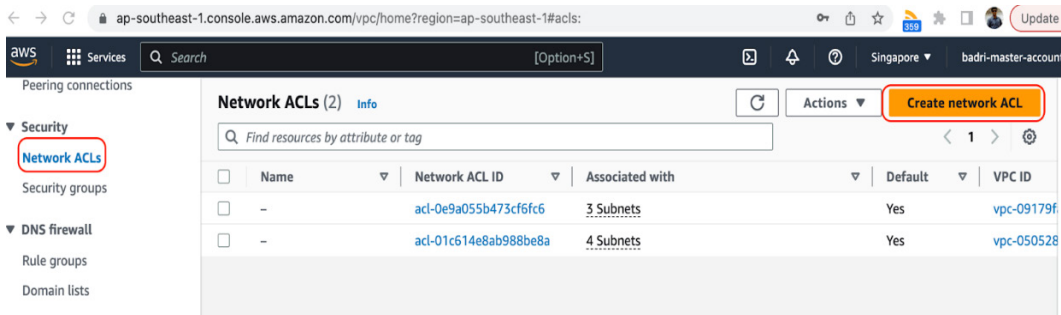 ap-southeast-1.console.aws.amazon.com/vpc/home?region=ap-southeast-1#acls:
359
Update
aws
Services
Search
[Option+S]
Singapore
badri-master-account
Peering connections
Security
Network ACLs
Security groups
DNS firewall
Rule groups
Domain lists
Network ACLs (2) Info
Actions
Create network ACL
Find resources by attribute or tag
1
Name Network ACL ID Associated with Default VPC ID
– acl-0e9a055b473cf6fc6 3 Subnets Yes vpc-09179f
– acl-01c614e8ab988be8a 4 Subnets Yes vpc-050528